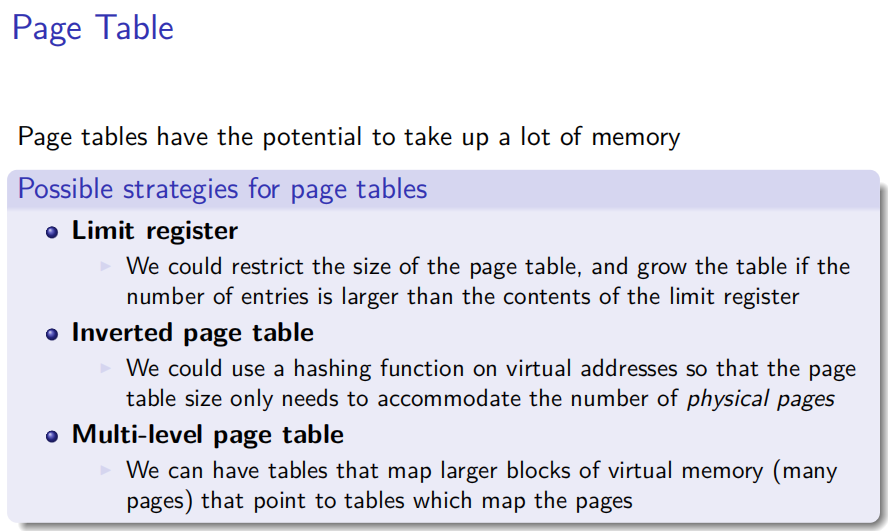 Page Table
Page tables have the potential to take up a lot of memory
Possible strategies for page tables
Limit register
We could restrict the size of the page table, and grow the table if the
number of entries is larger than the contents of the limit register
Inverted page table
We could use a hashing function on virtual addresses so that the page
table size only needs to accommodate the number of physical pages
Multi-level page table
We can have tables that map larger blocks of virtual memory (many
pages) that point to tables which map the pages